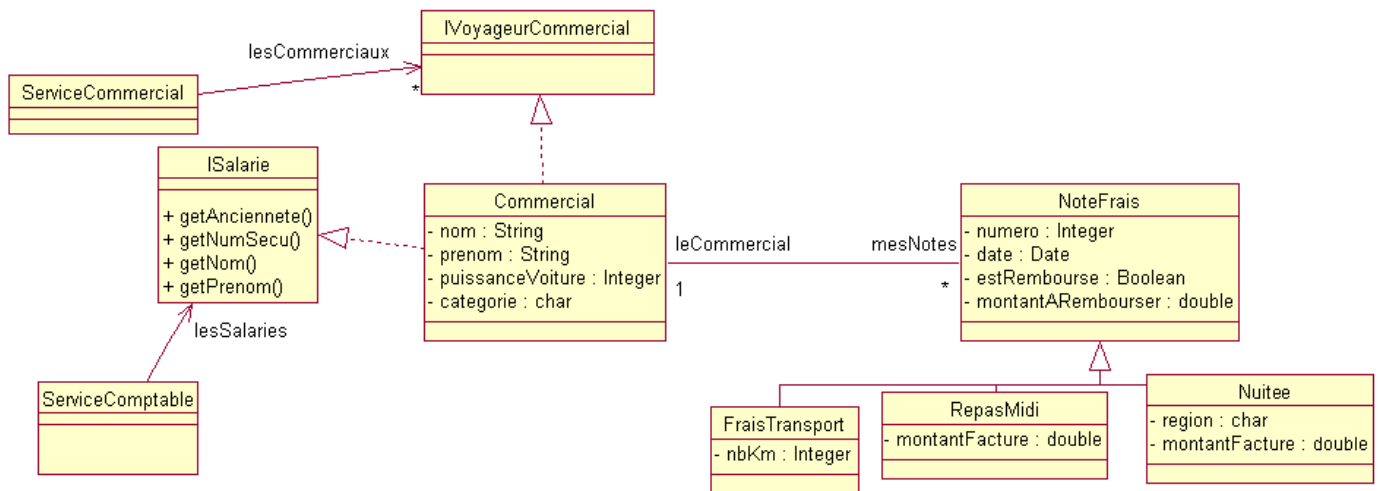 IVoyageurCommercial
lesCommerciaux
*
ServiceCommercial
ISalarie
+ getAnciennete()
+ getNumSecu()
+ getNom()
+ getPrenom()
Commercial
- nom : String
- prenom : String
- puissanceVoiture : Integer
- categorie : char
leCommercial
1
mesNotes
*
NoteFrais
- numero : Integer
- date : Date
- estRembourse : Boolean
- montantARembourser : double
lesSalaries
ServiceComptable
FraisTransport
- nbKm : Integer
RepasMidi
- montantFacture : double
Nuitee
- region : char
- montantFacture : double